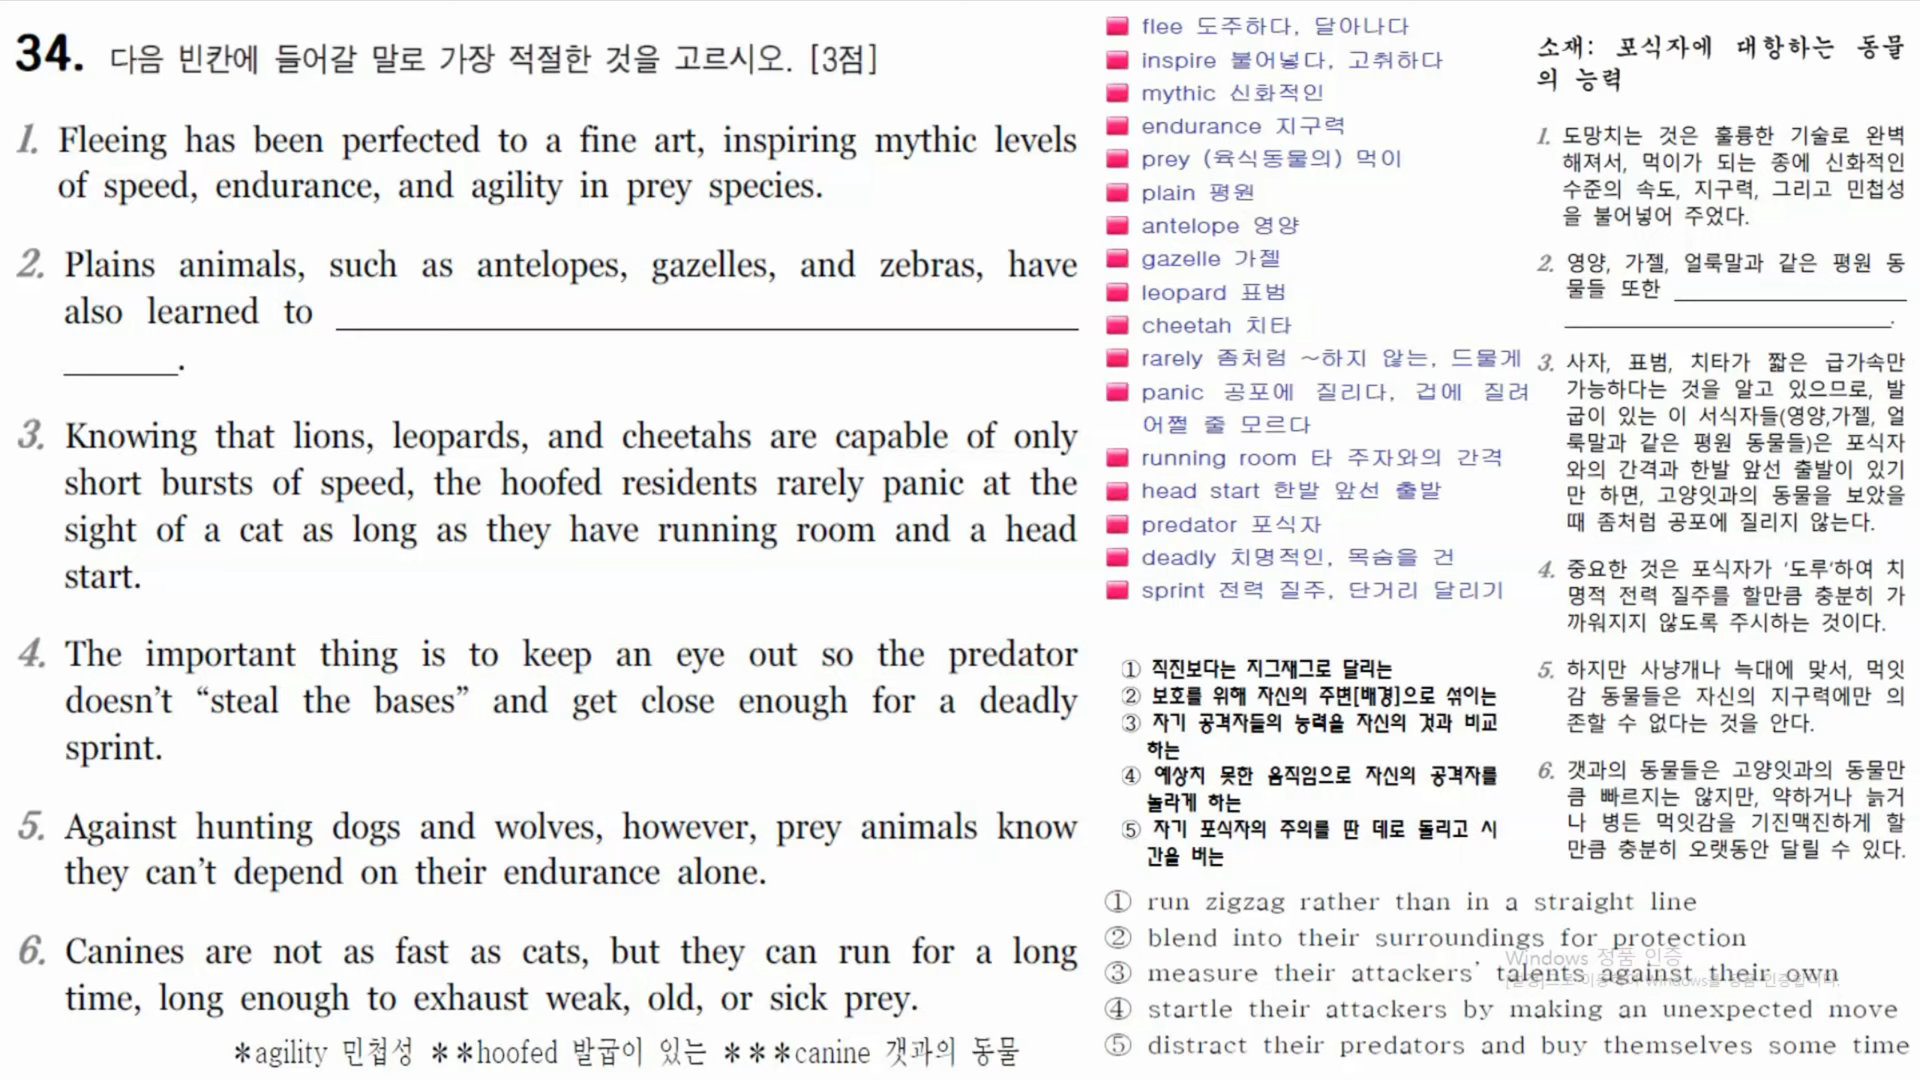 34. 다음 빈칸에 들어갈 말로 가장 적절한 것을 고르시오. [3점]
1. Fleeing has been perfected to a fine art, inspiring mythic levels
of speed, endurance, and agility in prey species.
2. Plains animals, such as antelopes, gazelles, and zebras, have
also learned to ____________________
______.
3. Knowing that lions, leopards, and cheetahs are capable of only
short bursts of speed, the hoofed residents rarely panic at the
sight of a cat as long as they have running room and a head
start.
4. The important thing is to keep an eye out so the predator
doesn't “steal the bases” and get close enough for a deadly
sprint.
5. Against hunting dogs and wolves, however, prey animals know
they can't depend on their endurance alone.
6. Canines are not as fast as cats, but they can run for a long
time, long enough to exhaust weak, old, or sick prey.
*agility 민첩성 **hoofed 발굽이 있는 ***canine 갯과의 동물
flee 도주하다, 달아나다
inspire 불어넣다, 고취하다
mythic 신화적인
endurance 지구력
prey (육식동물의) 먹이
plain 평원
antelope 영양
gazelle 가젤
leopard 표범
cheetah 치타
rarely 좀처럼 ~하지 않는, 드물게
panic 공포에 질리다, 겁에 질려
어쩔 줄 모르다
running room 타 주자와의 간격
head start 한발 앞선 출발
predator 포식자
deadly 치명적인, 목숨을 건
sprint 전력 질주, 단거리 달리기
① 직진보다는 지그재그로 달리는
② 보호를 위해 자신의 주변[배경]으로 섞이는
③ 자기 공격자들의 능력을 자신의 것과 비교
하는
④ 예상치 못한 움직임으로 자신의 공격자를
놀라게 하는
⑤ 자기 포식자의 주의를 딴 데로 돌리고 시
간을 버는
소재: 포식자에 대항하는 동물
의 능력
1. 도망치는 것은 훌륭한 기술로 완벽
해져서, 먹이가 되는 종에 신화적인
수준의 속도, 지구력, 그리고 민첩성
을 불어넣어 주었다.
2. 영양, 가젤, 얼룩말과 같은 평원 동
물들 또한 ____________
____________.
3. 사자, 표범, 치타가 짧은 급가속만
가능하다는 것을 알고 있으므로, 발
굽이 있는 이 서식자들(영양,가젤, 얼
룩말과 같은 평원 동물들)은 포식자
와의 간격과 한발 앞선 출발이 있기
만 하면, 고양잇과의 동물을 보았을
때 좀처럼 공포에 질리지 않는다.
4. 중요한 것은 포식자가 '도루'하여 치
명적 전력 질주를 할만큼 충분히 가
까워지지 않도록 주시하는 것이다.
5. 하지만 사냥개나 늑대에 맞서, 먹잇
감 동물들은 자신의 지구력에만 의
존할 수 없다는 것을 안다.
6. 갯과의 동물들은 고양잇과의 동물만
큼 빠르지는 않지만, 약하거나 늙거
나 병든 먹잇감을 기진맥진하게 할
만큼 충분히 오랫동안 달릴 수 있다.
① run zigzag rather than in a straight line
② blend into their surroundings for protection
Windows 정품 인증
③ measure their attackers' talents against their own
④ startle their attackers by making an unexpected move
⑤ distract their predators and buy themselves some time